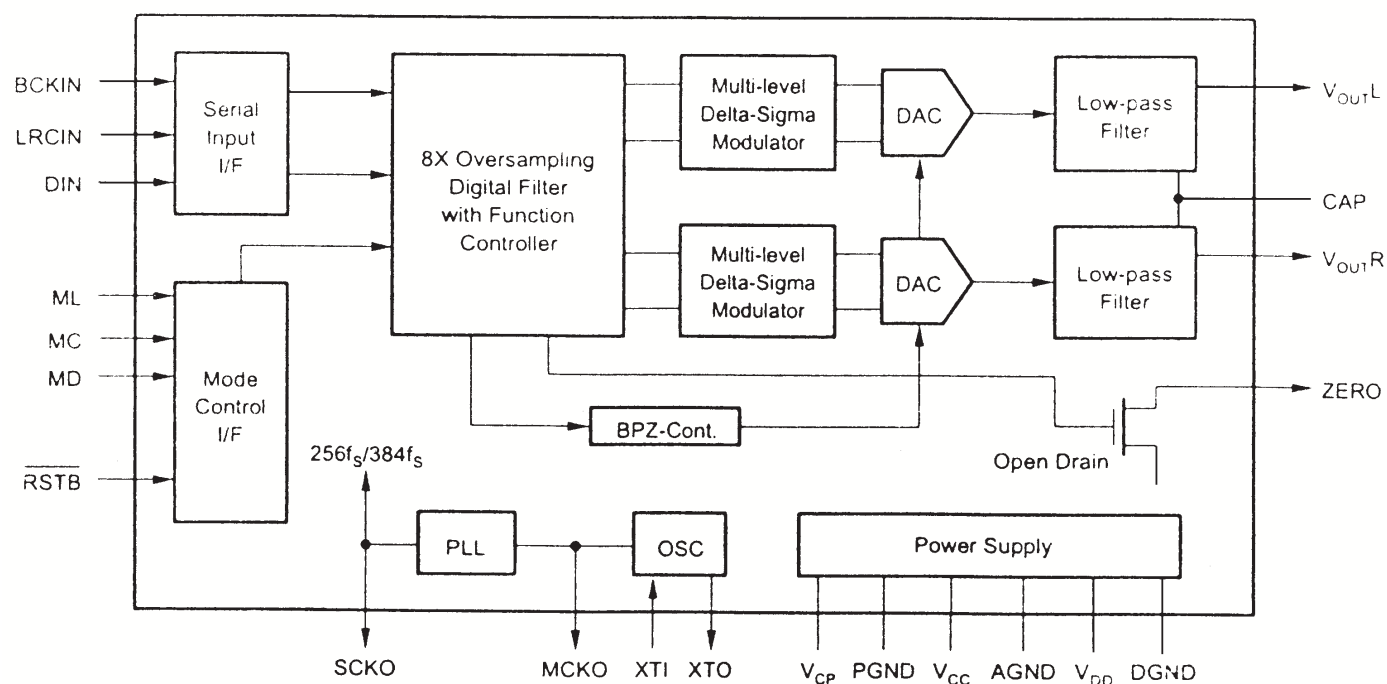 BCKIN
LRCIN
DIN
Serial
Input
I/F
ML
MC
MD
RSTB
Mode
Control
I/F
8X Oversampling
Digital Filter
with Function
Controller
Multi-level
Delta-Sigma
Modulator
DAC
Low-pass
Filter
VOUTL
CAP
Multi-level
Delta-Sigma
Modulator
DAC
Low-pass
Filter
VOUTR
BPZ-Cont.
ZERO
Open Drain
256fS/384fS
PLL
OSC
Power Supply
SCKO
MCKO
XTI
XTO
VCP
PGND
VCC
AGND
VDD
DGND